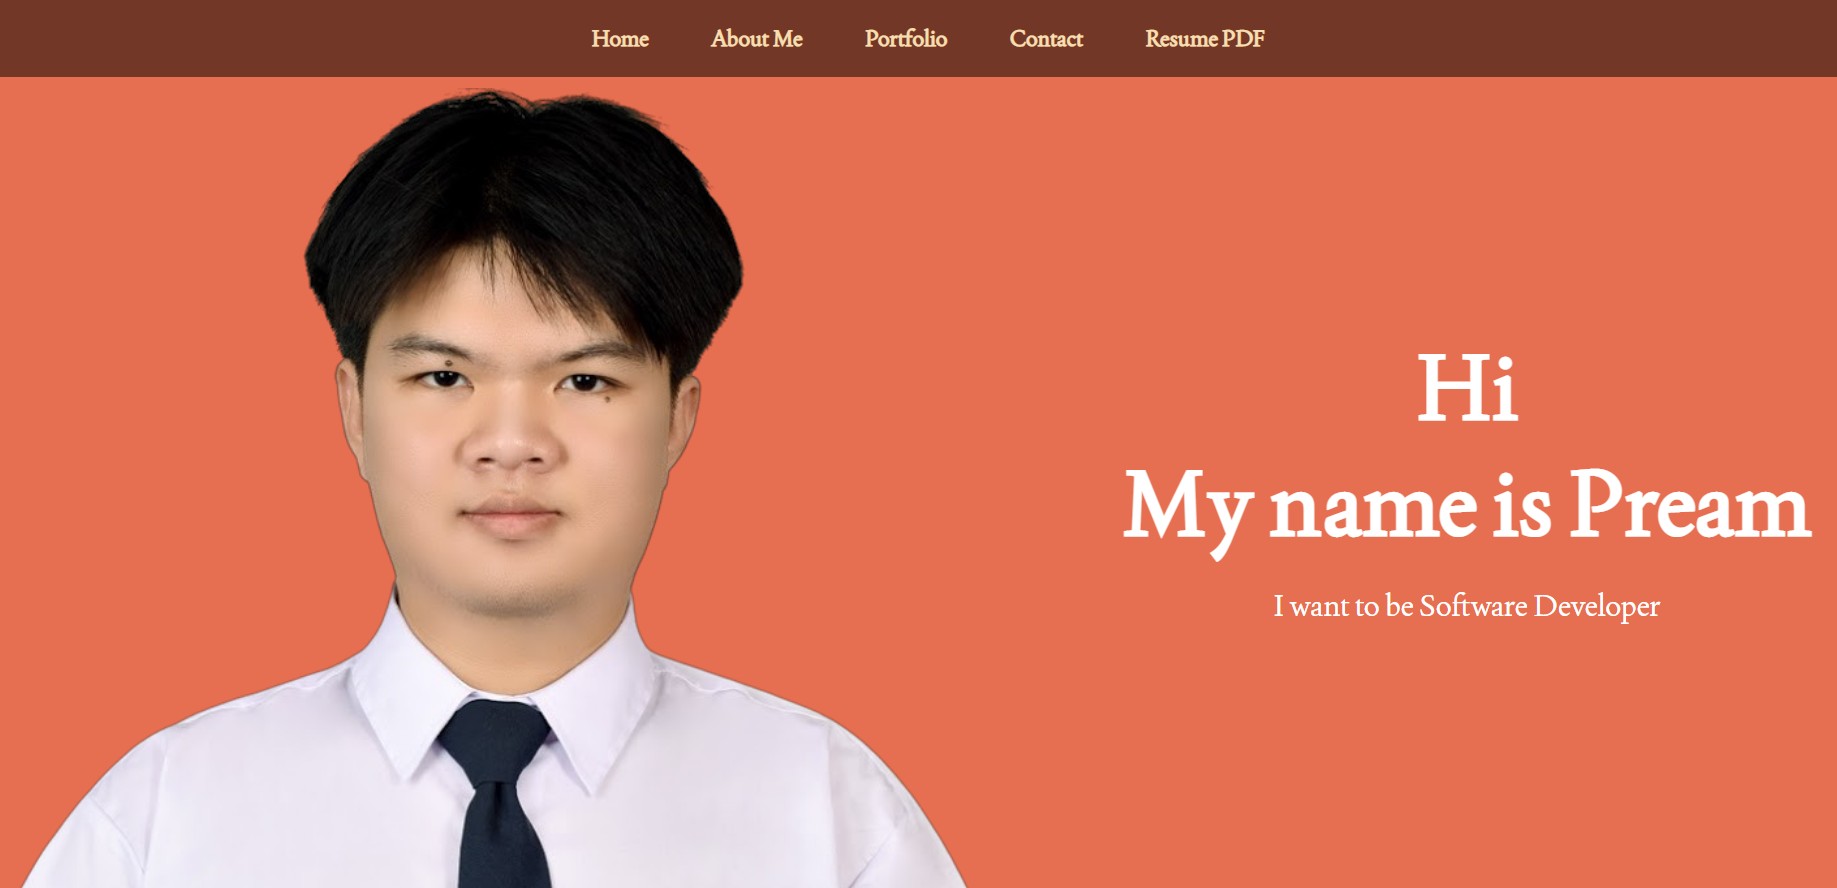 Home About Me Portfolio Contact Resume PDF
Hi
My name is Pream
I want to be Software Developer